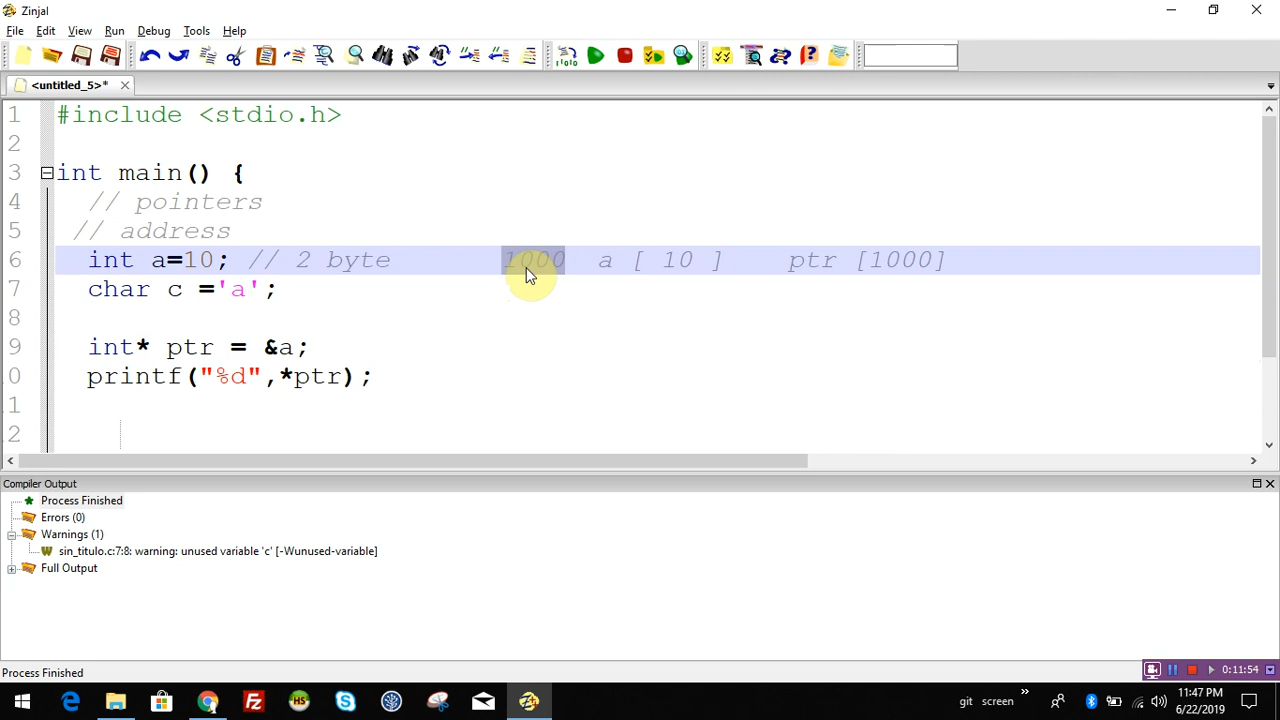 Zinjal
File Edit View Run Debug Tools Help
<untitled_5>*
1 #include <stdio.h>
2
3 int main() {
4 // pointers
5 // address
6 int a=10; // 2 byte 1000 a [ 10 ] ptr [1000]
7 char c ='a';
8
9 int* ptr = &a;
0 printf("%d",*ptr);
1
2
Compiler Output
Process Finished
Errors (0)
Warnings (1)
sin_titulo.c:7:8: warning: unused variable 'c' [-Wunused-variable]
Full Output
Process Finished
0:11:54
git screen
11:47 PM
6/22/2019